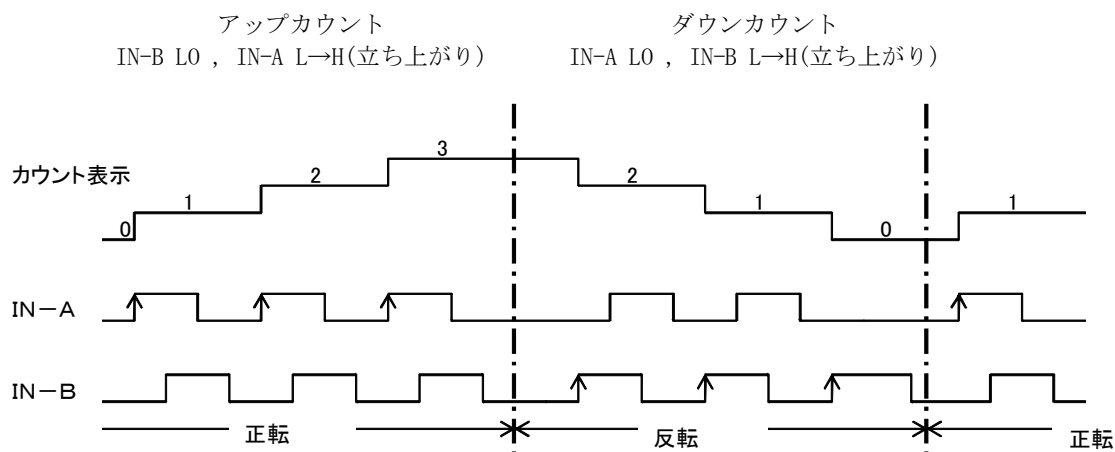 アップカウント
IN-B LO , IN-A L→H(立ち上がり)
ダウンカウント
IN-A LO , IN-B L→H(立ち上がり)
カウント表示
0
1
2
3
2
1
0
1
IN－A
IN－B
正転
反転
正転